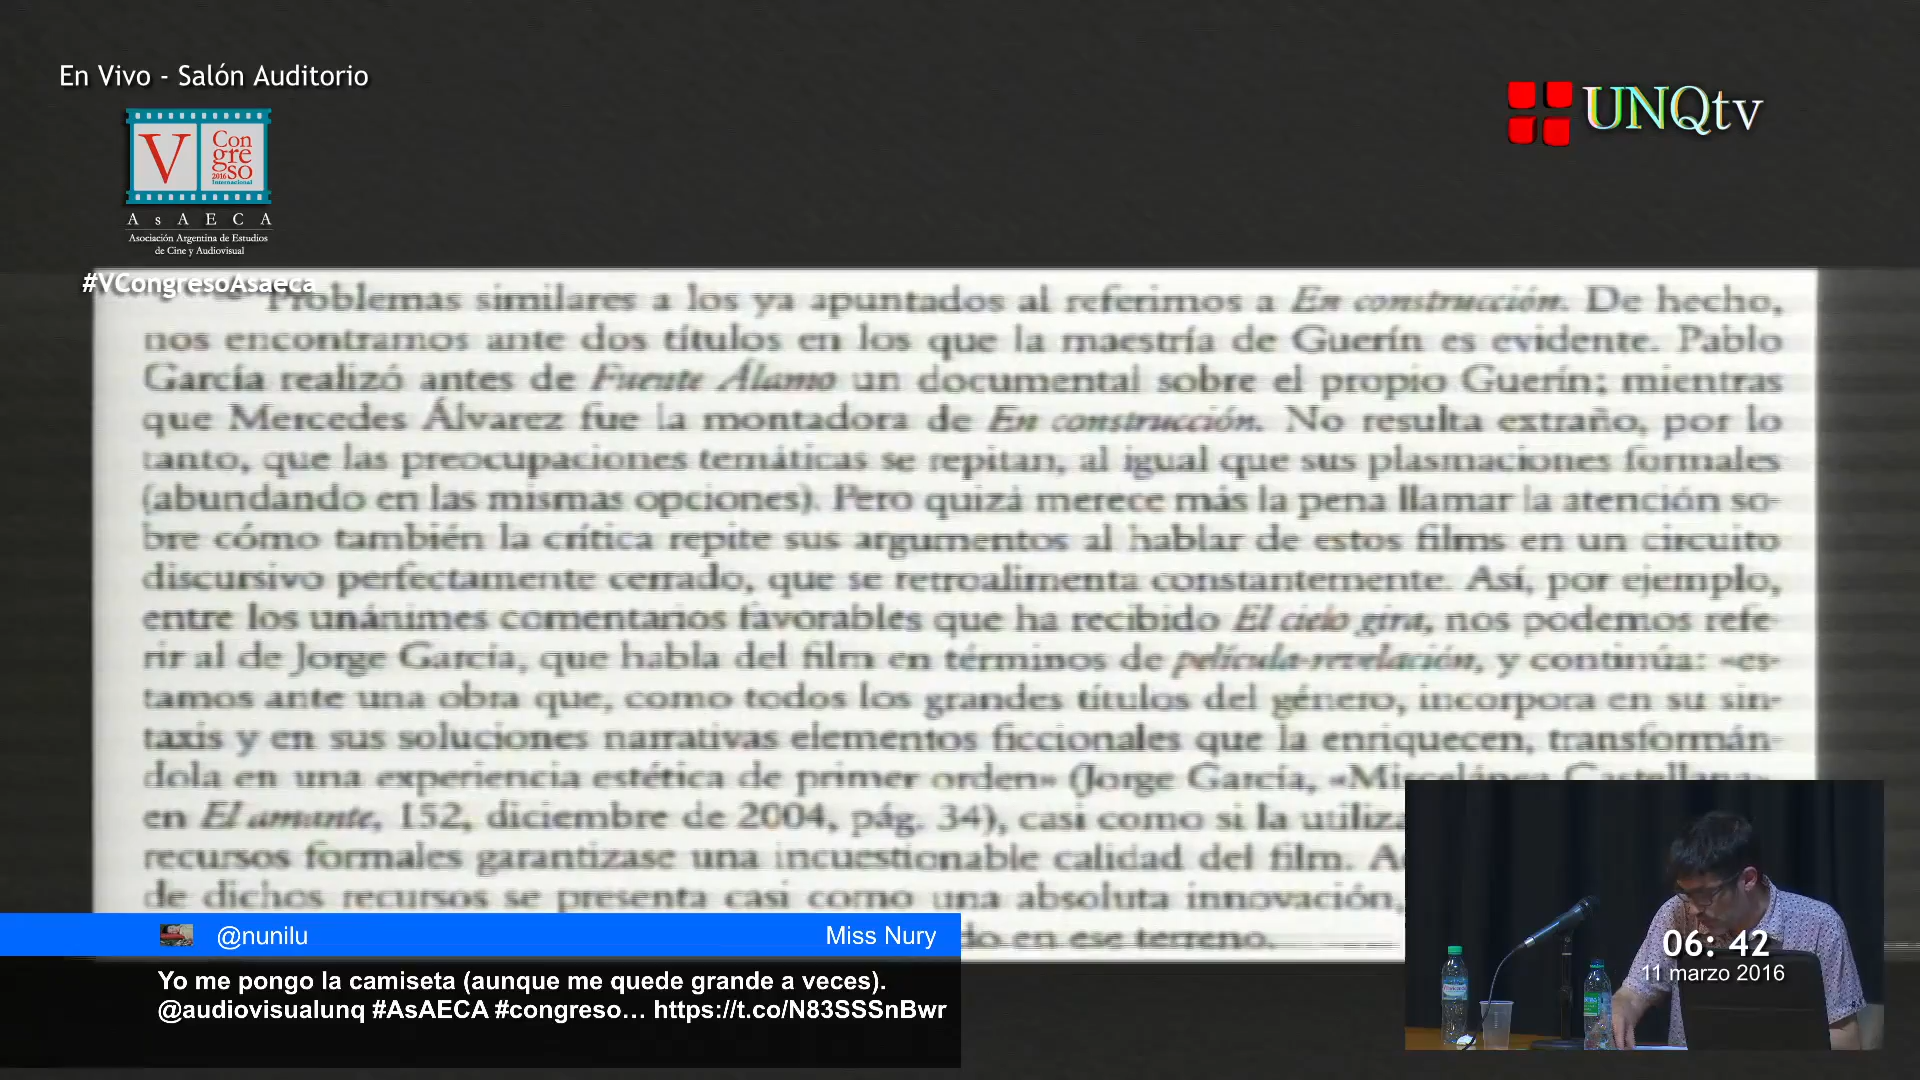 En Vivo - Salón Auditorio
V
Con
gre
so
2016
Internacional
AsAECA
Asociación Argentina de Estudios
de Cine y Audiovisual
#VCongresoAsaeca
UNQtv
Problemas similares a los ya apuntados al referirnos a En construcción. De hecho,
nos encontramos ante dos títulos en los que la maestría de Guerín es evidente. Pablo
García realizó antes de Fuente Álamo un documental sobre el propio Guerín; mientras
que Mercedes Álvarez fue la montadora de En construcción. No resulta extraño, por lo
tanto, que las preocupaciones temáticas se repitan, al igual que sus plasmaciones formales
(abundando en las mismas opciones). Pero quizá merece más la pena llamar la atención so-
bre cómo también la crítica repite sus argumentos al hablar de estos films en un circuito
discursivo perfectamente cerrado, que se retroalimenta constantemente. Así, por ejemplo,
entre los unánimes comentarios favorables que ha recibido El cielo gira, nos podemos refe-
rir al de Jorge García, que habla del film en términos de película-revelación, y continúa: «es-
tamos ante una obra que, como todos los grandes títulos del género, incorpora en su sin-
taxis y en sus soluciones narrativas elementos ficcionales que la enriquecen, transformán-
dola en una experiencia estética de primer orden» (Jorge García, «Miscelánea Castellana»,
en El amante, 152, diciembre de 2004, pág. 34), casi como si la utiliza
recursos formales garantizase una incuestionable calidad del film. A
de dichos recursos se presenta casi como una absoluta innovación,
do en ese terreno.
@nunilu Miss Nury
Yo me pongo la camiseta (aunque me quede grande a veces).
@audiovisualunq #AsAECA #congreso… https://t.co/N83SSSnBwr
06: 42
11 marzo 2016